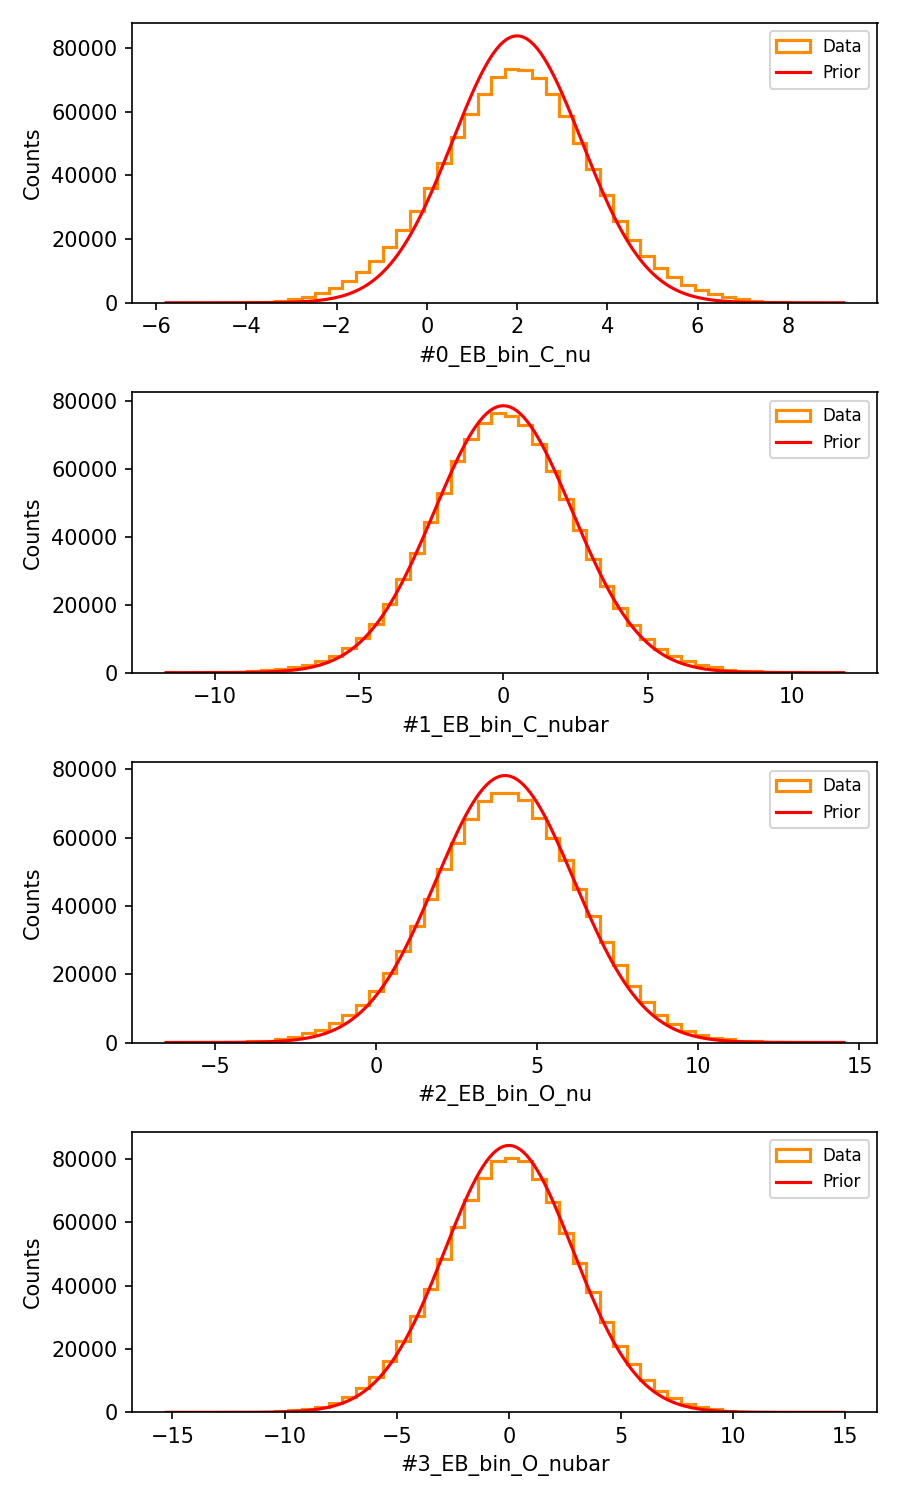 80000
60000
40000
20000
0
Counts
Data
Prior
−6 −4 −2 0 2 4 6 8
#0_EB_bin_C_nu
80000
60000
40000
20000
0
Counts
Data
Prior
−10 −5 0 5 10
#1_EB_bin_C_nubar
80000
60000
40000
20000
0
Counts
Data
Prior
−5 0 5 10 15
#2_EB_bin_O_nu
80000
60000
40000
20000
0
Counts
Data
Prior
−15 −10 −5 0 5 10 15
#3_EB_bin_O_nubar